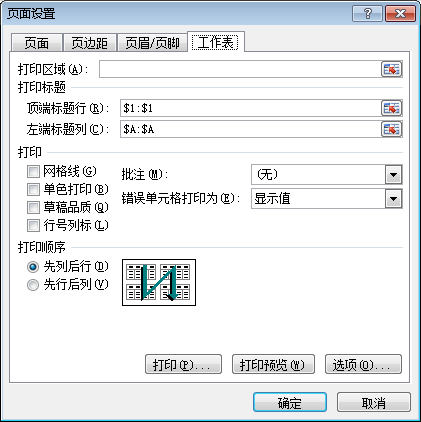 页面设置
页面 页边距 页眉/页脚 工作表
打印区域(A):
打印标题
顶端标题行(R): $1:$1
左端标题列(C): $A:$A
打印
网格线(G) 批注(M): (无)
单色打印(B) 错误单元格打印为(E): 显示值
草稿品质(Q)
行号列标(L)
打印顺序
先列后行(D)
先行后列(V)
打印(P)... 打印预览(W) 选项(O)...
确定 取消